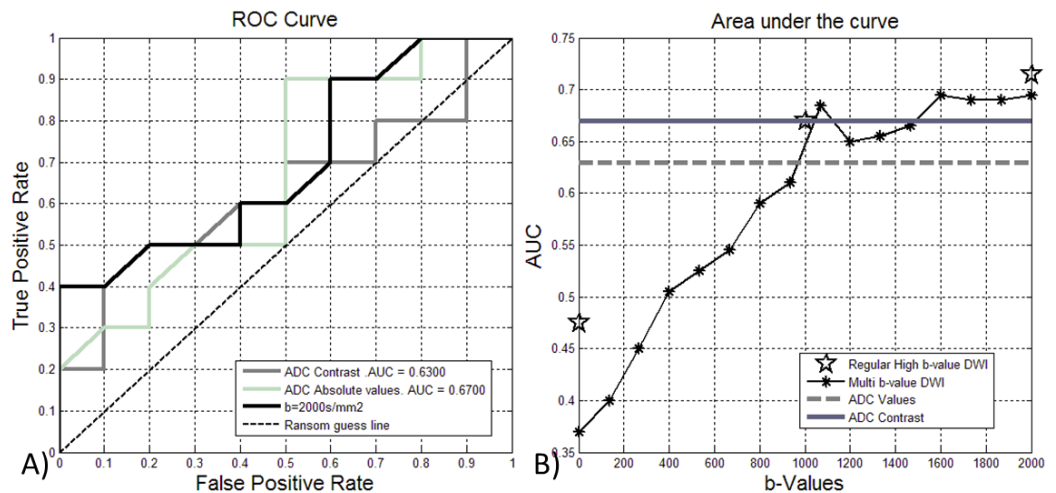 ROC Curve
True Positive Rate
1
0.9
0.8
0.7
0.6
0.5
0.4
0.3
0.2
0.1
0
ADC Contrast .AUC = 0.6300
ADC Absolute values. AUC = 0.6700
b=2000s/mm2
Ransom guess line
0 0.1 0.2 0.3 0.4 0.5 0.6 0.7 0.8 0.9 1
A)
False Positive Rate
Area under the curve
AUC
0.75
0.7
0.65
0.6
0.55
0.5
0.45
0.4
0.35
Regular High b-value DWI
Multi b-value DWI
ADC Values
ADC Contrast
0 200 400 600 800 1000 1200 1400 1600 1800 2000
B)
b-Values